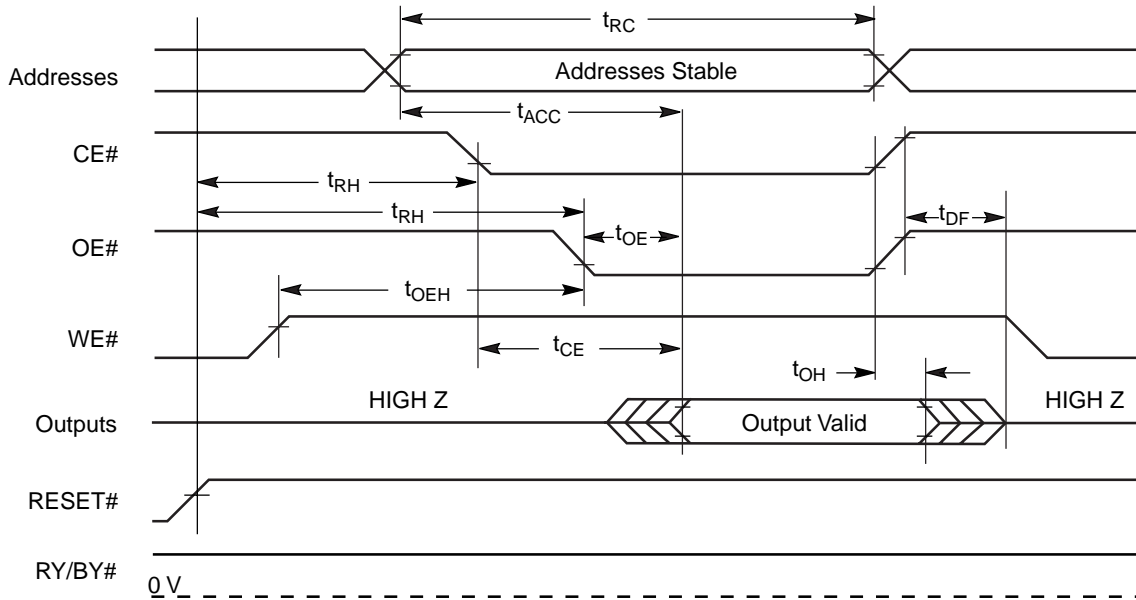 tRC
Addresses
Addresses Stable
tACC
CE#
tRH
tRH
tOE
tDF
OE#
tOEH
WE#
tCE
tOH
HIGH Z
HIGH Z
Outputs
Output Valid
RESET#
RY/BY#
0 V